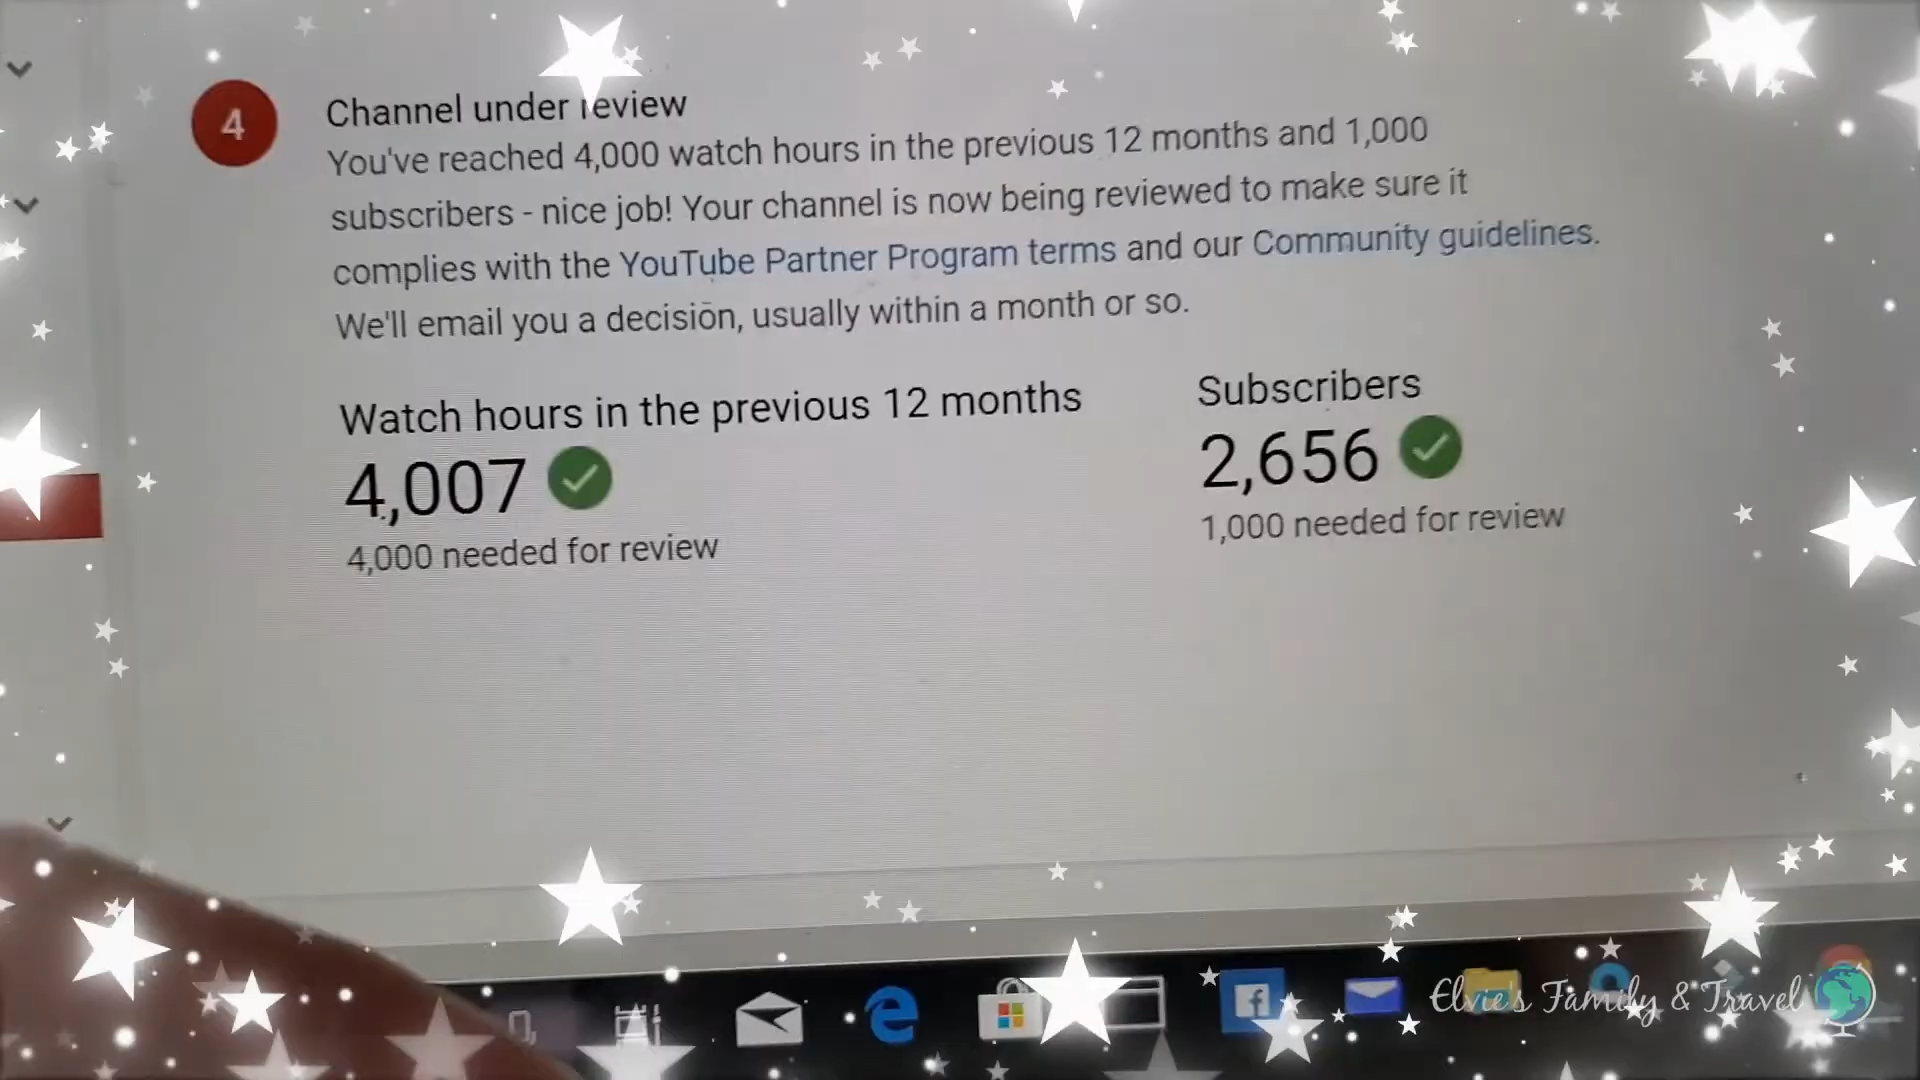 4
Channel under review
You've reached 4,000 watch hours in the previous 12 months and 1,000
subscribers - nice job! Your channel is now being reviewed to make sure it
complies with the YouTube Partner Program terms and our Community guidelines.
We'll email you a decision, usually within a month or so.
Watch hours in the previous 12 months
4,007
4,000 needed for review
Subscribers
2,656
1,000 needed for review
Elvie's Family & Travel